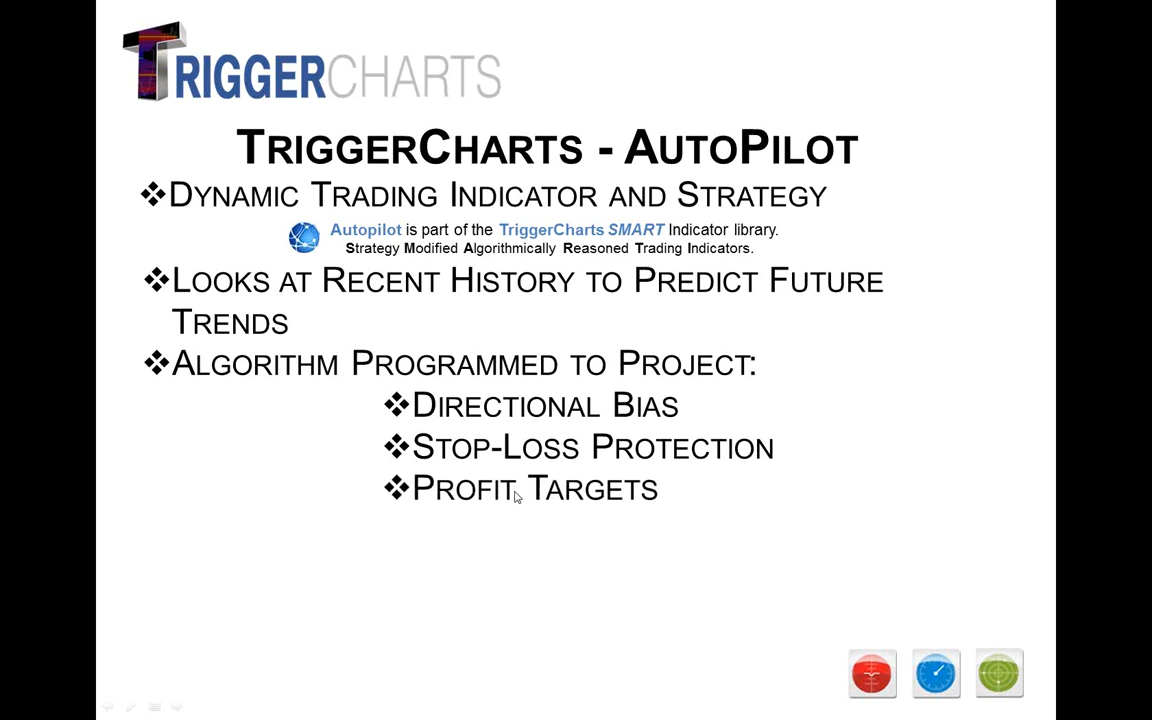 TRIGGERCHARTS
TRIGGERCHARTS - AUTOPILOT
❖DYNAMIC TRADING INDICATOR AND STRATEGY
Autopilot is part of the TriggerCharts SMART Indicator library.
Strategy Modified Algorithmically Reasoned Trading Indicators.
❖LOOKS AT RECENT HISTORY TO PREDICT FUTURE
TRENDS
❖ALGORITHM PROGRAMMED TO PROJECT:
❖DIRECTIONAL BIAS
❖STOP-LOSS PROTECTION
❖PROFIT TARGETS